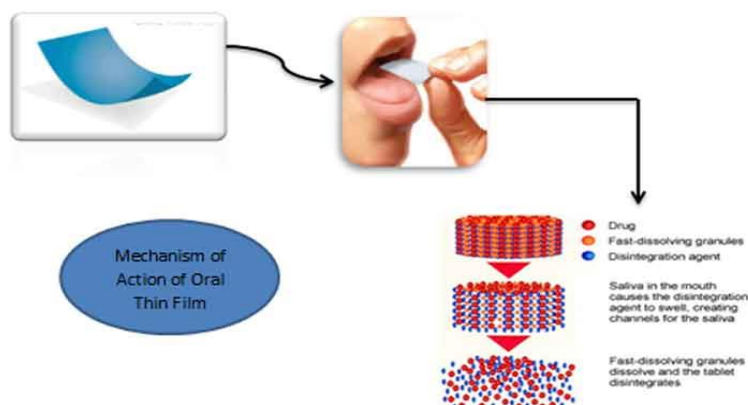 Mechanism of
Action of Oral
Thin Film
Drug
Fast-dissolving granules
Disintegration agent
Saliva in the mouth
causes the disintegration
agent to swell, creating
channels for the saliva
Fast-dissolving granules
dissolve and the tablet
disintegrates